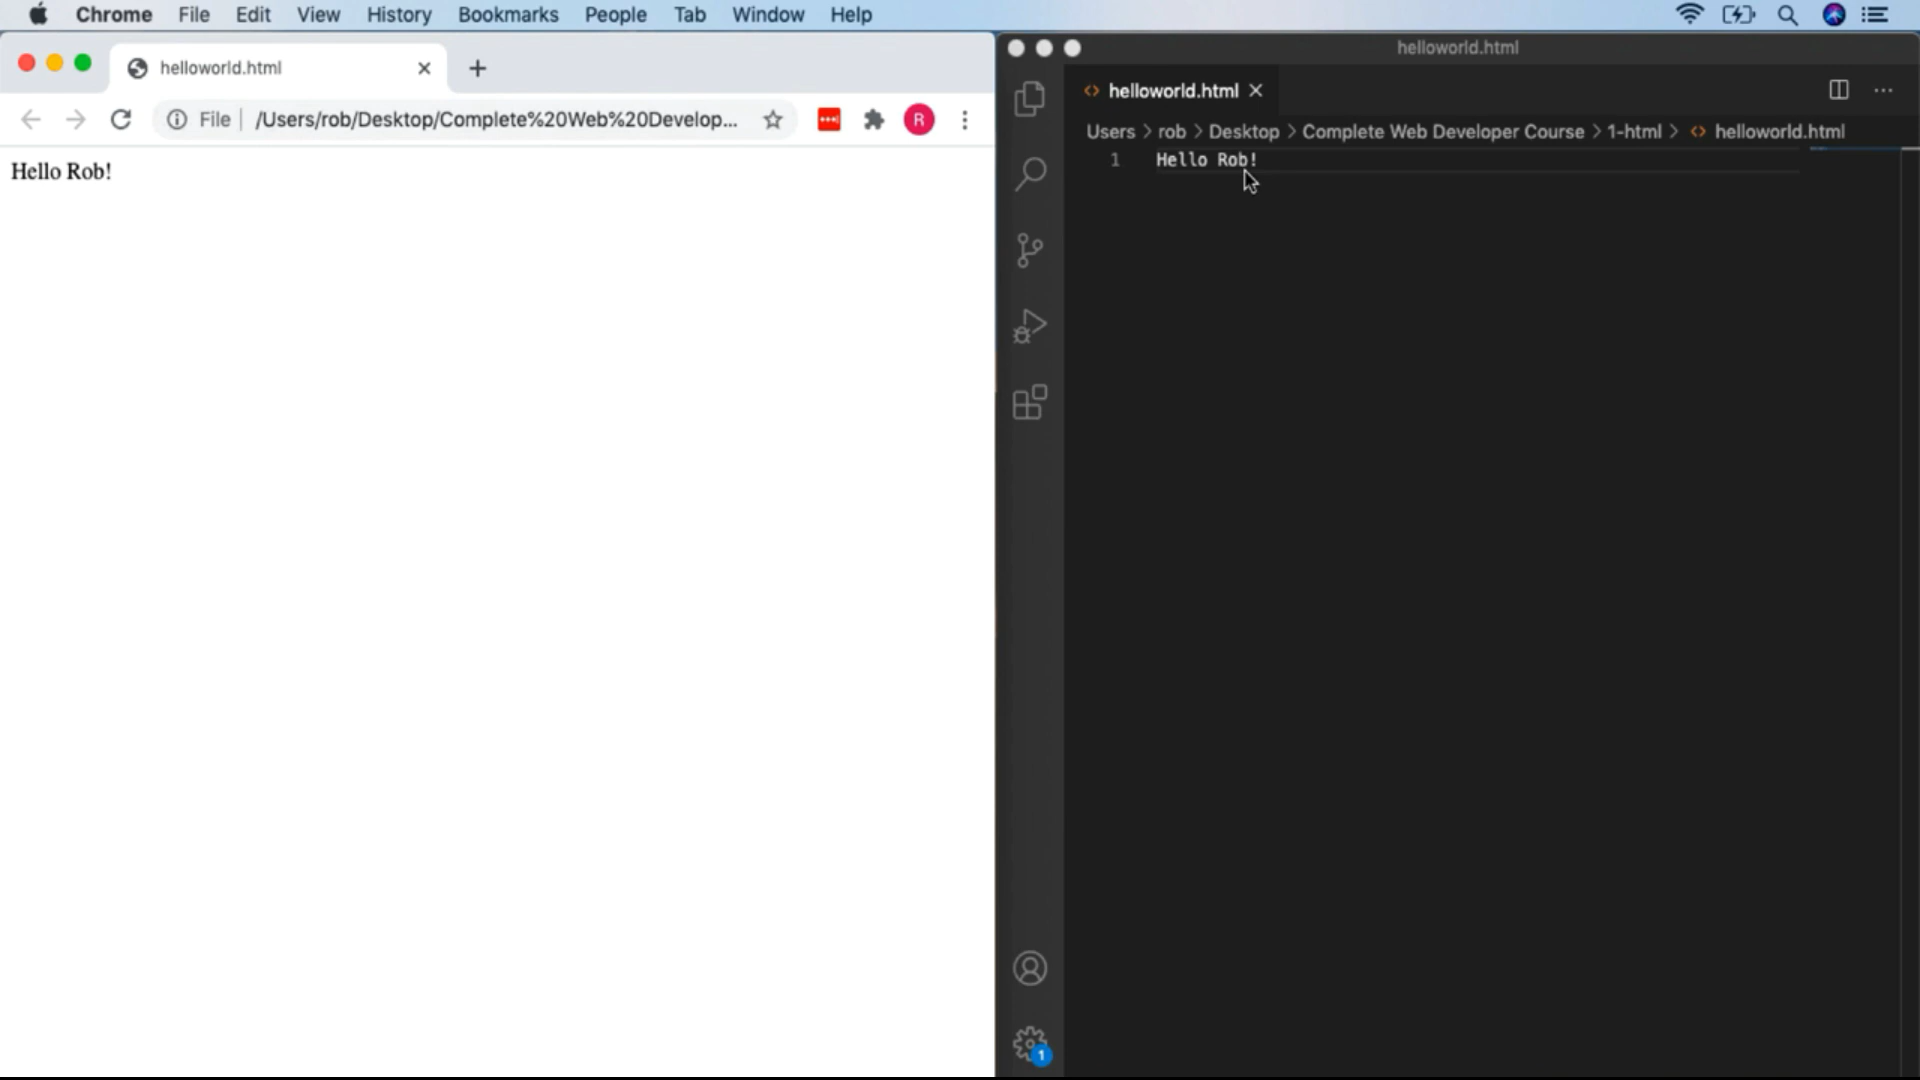 Chrome File Edit View History Bookmarks People Tab Window Help
helloworld.html
File /Users/rob/Desktop/Complete%20Web%20Develop...
R
Hello Rob!
helloworld.html
helloworld.html
Users > rob > Desktop > Complete Web Developer Course > 1-html > helloworld.html
1 Hello Rob!
1